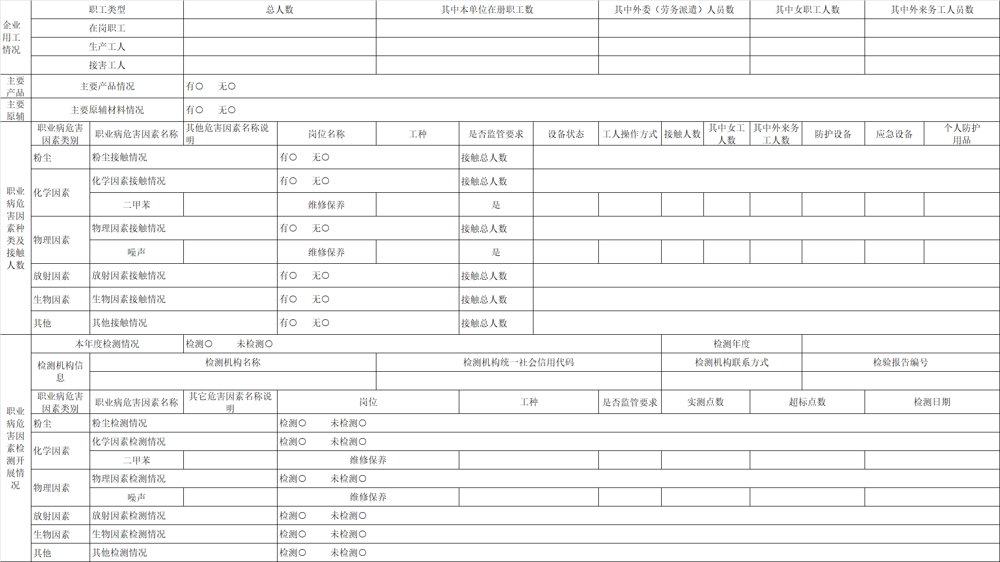 企业
用工
情况
职工类型 总人数 其中本单位在册职工数 其中外委（劳务派遣）人员数 其中女职工人数 其中外来务工人员数
在岗职工
生产工人
接害工人
主要
产品
主要产品情况 有○ 无○
主要
原辅
主要原辅材料情况 有○ 无○
职业
病危
害因
素种
类及
接触
人数
职业病危害
因素类别
职业病危害因素名称
其他危害因素名称说
明
岗位名称 工种 是否监管要求 设备状态 工人操作方式 接触人数
其中女工
人数
其中外来务
工人数
防护设备 应急设备
个人防护
用品
粉尘 粉尘接触情况 有○ 无○ 接触总人数
化学因素
化学因素接触情况 有○ 无○ 接触总人数
二甲苯 维修保养 是
物理因素
物理因素接触情况 有○ 无○ 接触总人数
噪声 维修保养 是
放射因素 放射因素接触情况 有○ 无○ 接触总人数
生物因素 生物因素接触情况 有○ 无○ 接触总人数
其他 其他接触情况 有○ 无○ 接触总人数
职业
病危
害因
素检
测开
展情
况
本年度检测情况 检测○ 未检测○ 检测年度
检测机构信
息
检测机构名称 检测机构统一社会信用代码 检测机构联系方式 检验报告编号
职业病危害
因素类别
职业病危害因素名称
其它危害因素名称说
明
岗位 工种 是否监管要求 实测点数 超标点数 检测日期
粉尘 粉尘检测情况 检测○ 未检测○
化学因素
化学因素检测情况 检测○ 未检测○
二甲苯 维修保养
物理因素
物理因素检测情况 检测○ 未检测○
噪声 维修保养
放射因素 放射因素检测情况 检测○ 未检测○
生物因素 生物因素检测情况 检测○ 未检测○
其他 其他检测情况 检测○ 未检测○